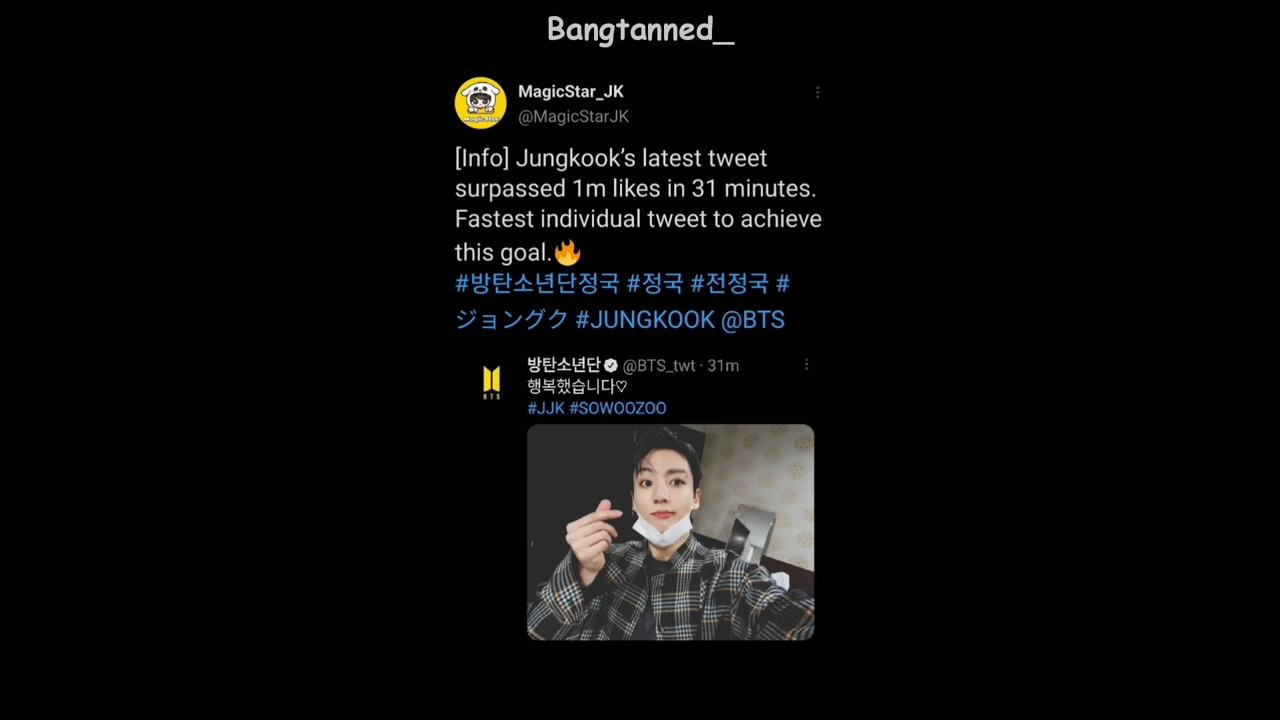 Bangtanned_
MagicStar_JK
@MagicStarJK
[Info] Jungkook’s latest tweet
surpassed 1m likes in 31 minutes.
Fastest individual tweet to achieve
this goal.🔥
#방탄소년단정국 #정국 #전정국 #
ジョングク #JUNGKOOK @BTS
방탄소년단 @BTS_twt · 31m
행복했습니다♡
#JJK #SOWOOZOO
BTS